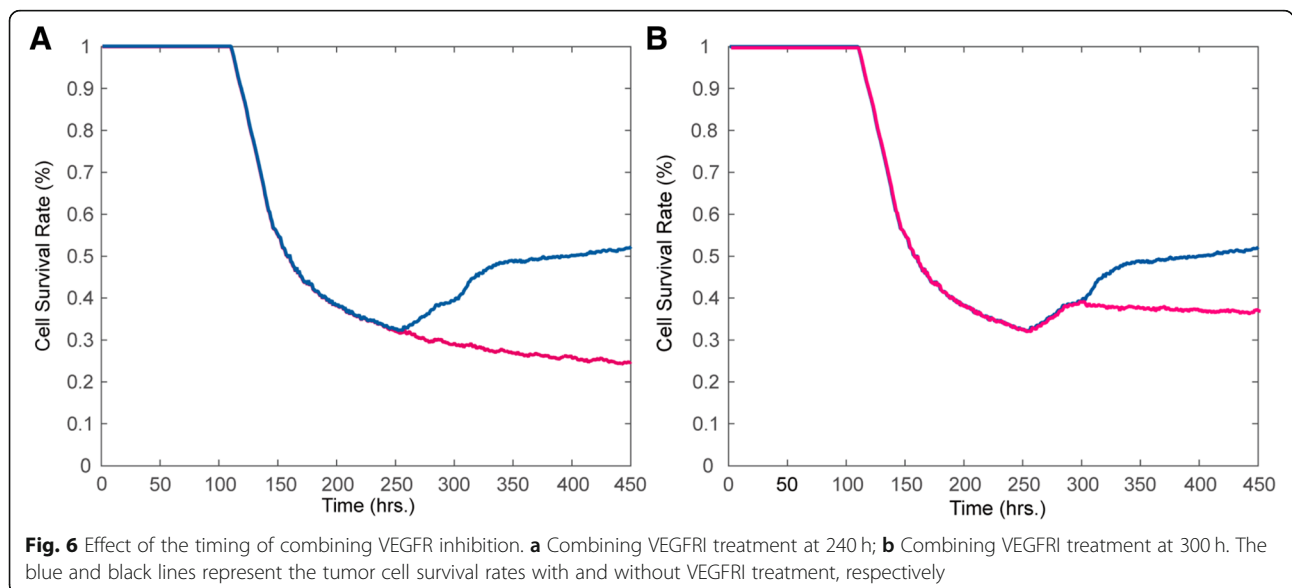 A
1
0.9
0.8
0.7
0.6
0.5
0.4
0.3
0.2
0.1
0
Cell Survival Rate (%)
0 50 100 150 200 250 300 350 400 450
Time (hrs.)
B
1
0.9
0.8
0.7
0.6
0.5
0.4
0.3
0.2
0.1
0
Cell Survival Rate (%)
0 50 100 150 200 250 300 350 400 450
Time (hrs.)
Fig. 6 Effect of the timing of combining VEGFR inhibition. a Combining VEGFRI treatment at 240 h; b Combining VEGFRI treatment at 300 h. The
blue and black lines represent the tumor cell survival rates with and without VEGFRI treatment, respectively